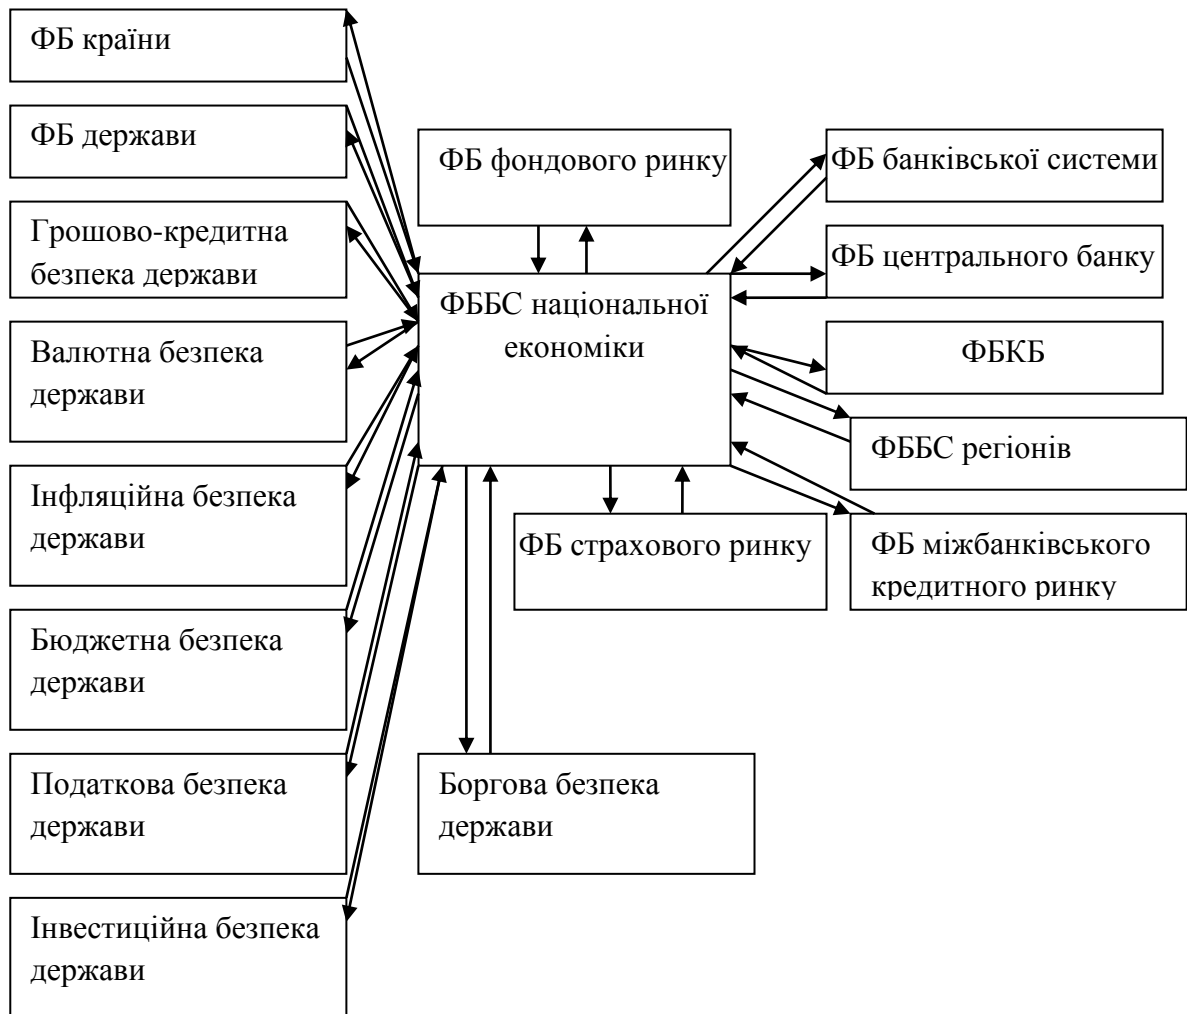 ФБ країни
ФБ держави
Грошово-кредитна
безпека держави
Валютна безпека
держави
Інфляційна безпека
держави
Бюджетна безпека
держави
Податкова безпека
держави
Інвестиційна безпека
держави
ФБ фондового ринку
ФББС національної
економіки
ФБ страхового ринку
Боргова безпека
держави
ФБ банківської системи
ФБ центрального банку
ФБКБ
ФББС регіонів
ФБ міжбанківського
кредитного ринку